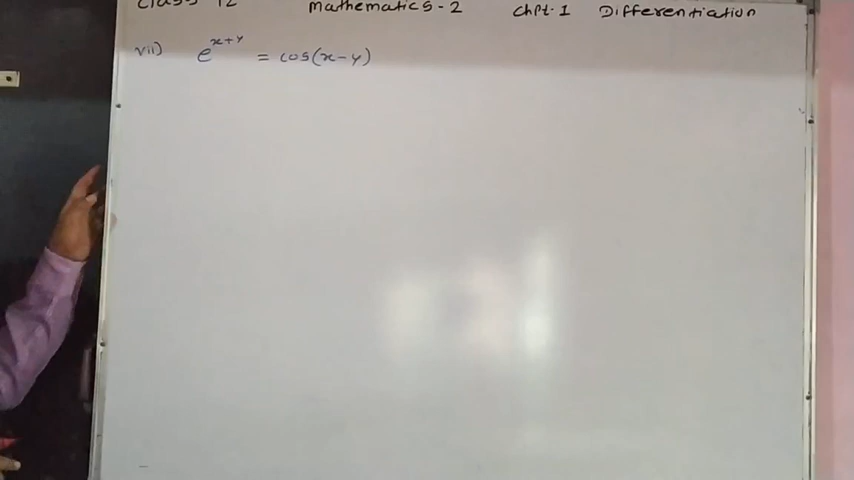 Class 12 Mathematics-2 Chpt.1 Differentiation
vii) e^{x+y} = cos(x-y)